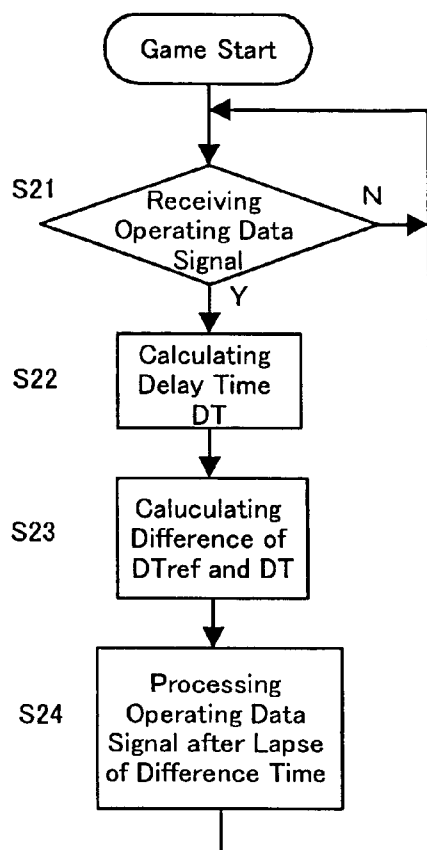 Game Start
S21
Receiving
Operating Data
Signal
N
Y
S22
Calculating
Delay Time
DT
S23
Caluculating
Difference of
DTref and DT
S24
Processing
Operating Data
Signal after Lapse
of Difference Time